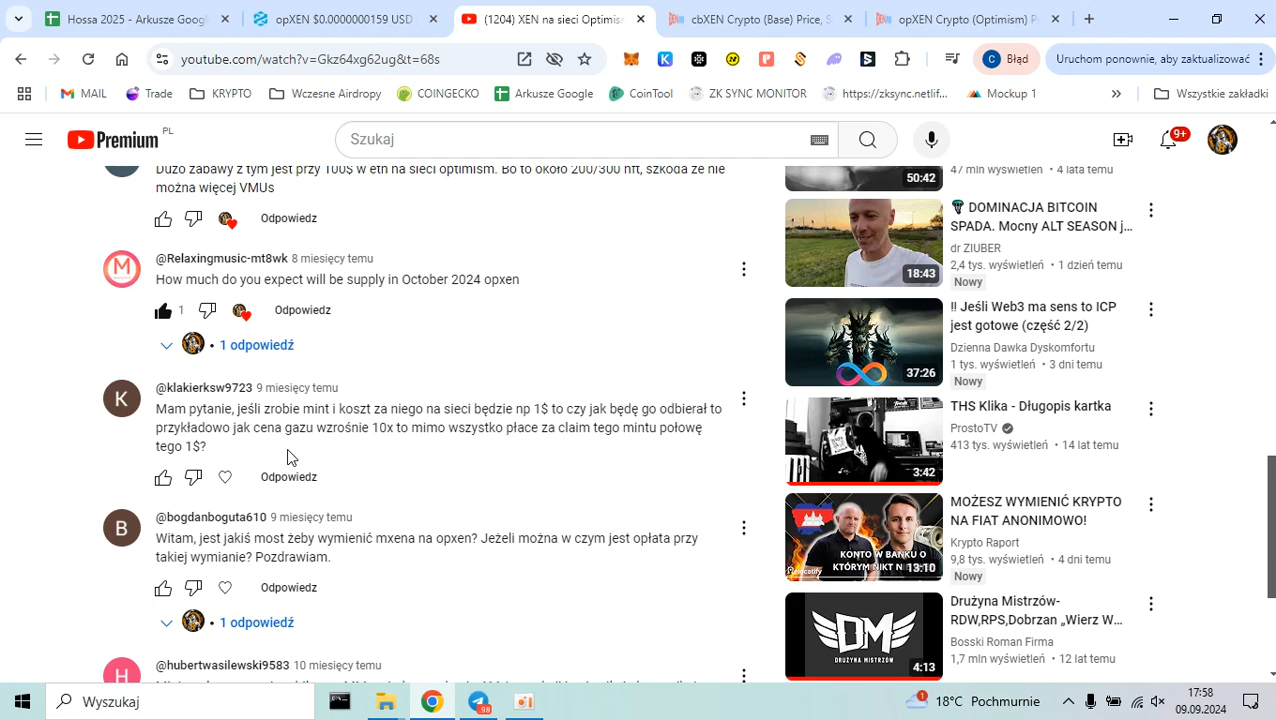 opXEN $0.0000000159 USD
(1204) XEN na sieci Optimis
cbXEN Crypto (Base) Price, S
opXEN Crypto (Optimism) P
youtube.com/watch?v=Gkz64xg62ug&t=68s
C Błąd
Uruchom ponownie, aby zaktualizować
MAIL
Trade
KRYPTO
Wczesne Airdropy
COINGECKO
Arkusze Google
CoinTool
ZK SYNC MONITOR
https://zksync.netlif...
Mockup 1
Wszystkie zakładki
Premium PL
Szukaj
9+
Dużo zabawy z tym jest przy 100$ w eth na sieci optimism. Bo to około 200/300 nft, szkoda że nie
można więcej VMUs
Odpowiedz
@Relaxingmusic-mt8wk 8 miesięcy temu
How much do you expect will be supply in October 2024 opxen
1 Odpowiedz
• 1 odpowiedź
K
@klakierksw9723 9 miesięcy temu
Mam pytanie, jeśli zrobie mint i koszt za niego na sieci będzie np 1$ to czy jak będę go odbierał to
przykładowo jak cena gazu wzrośnie 10x to mimo wszystko płace za claim tego mintu połowę
tego 1$?
Odpowiedz
B
@bogdanboguta610 9 miesięcy temu
Witam, jest jakiś most żeby wymienić mxena na opxen? Jeżeli można w czym jest opłata przy
takiej wymianie? Pozdrawiam.
Odpowiedz
• 1 odpowiedź
H
@hubertwasilewski9583 10 miesięcy temu
50:42
47 mln wyświetleń • 4 lata temu
18:43
DOMINACJA BITCOIN
SPADA. Mocny ALT SEASON j...
dr ZIUBER
2,4 tys. wyświetleń • 1 dzień temu
Nowy
37:26
!! Jeśli Web3 ma sens to ICP
jest gotowe (część 2/2)
Dzienna Dawka Dyskomfortu
1 tys. wyświetleń • 3 dni temu
Nowy
3:42
THS Klika - Długopis kartka
ProstoTV
413 tys. wyświetleń • 14 lat temu
KONTO W BANKU O
KTÓRYM NIKT
13:10
MOŻESZ WYMIENIĆ KRYPTO
NA FIAT ANONIMOWO!
Krypto Raport
9,8 tys. wyświetleń • 4 dni temu
Nowy
DM
DRUŻYNA MISTRZÓW
4:13
Drużyna Mistrzów-
RDW,RPS,Dobrzan „Wierz W...
Bosski Roman Firma
1,7 mln wyświetleń • 12 lat temu
Wyszukaj
98
1
18°C Pochmurnie
17:58
09.09.2024